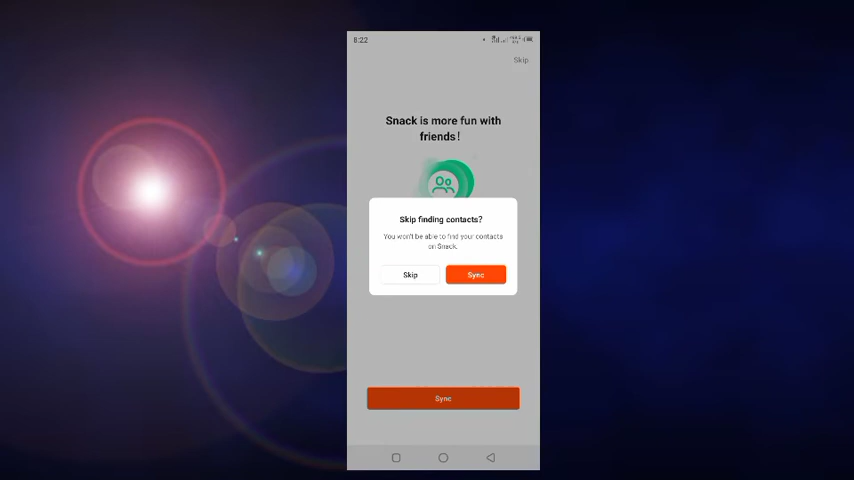 8:22
Skip
Snack is more fun with
friends!
Skip finding contacts?
You won't be able to find your contacts
on Snack.
Skip
Sync
Sync